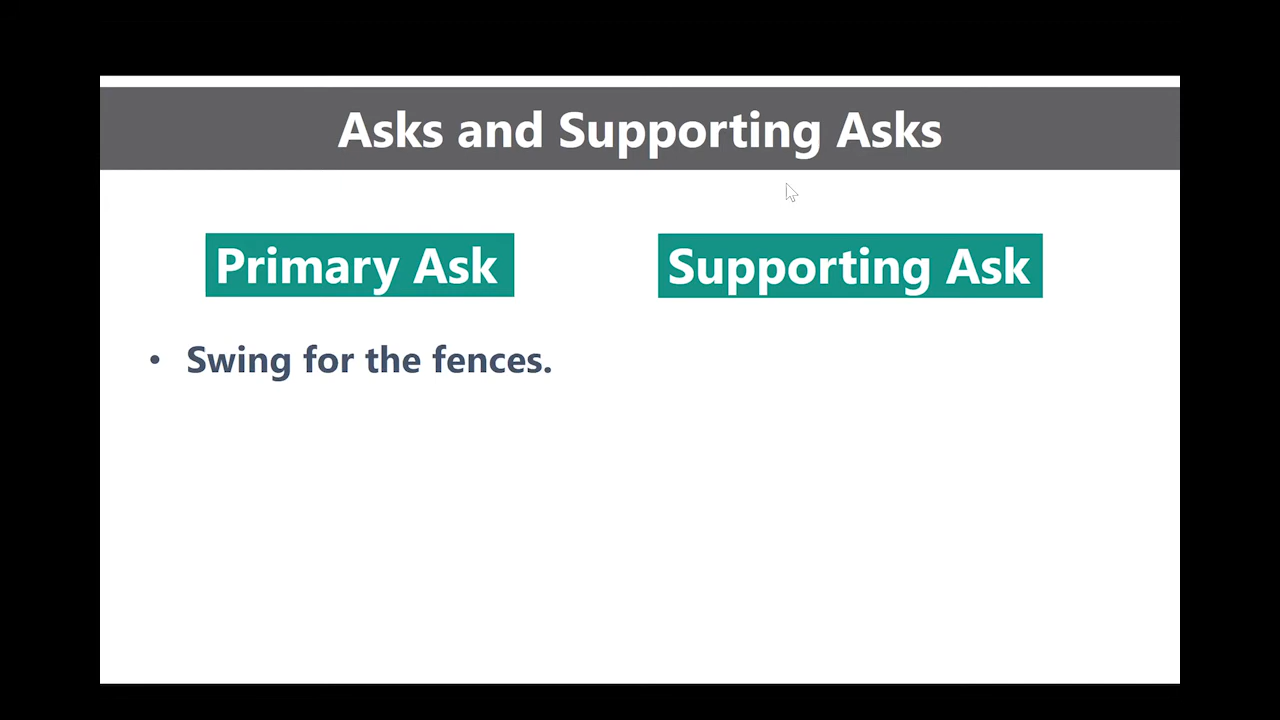 Asks and Supporting Asks
Primary Ask
Supporting Ask
• Swing for the fences.